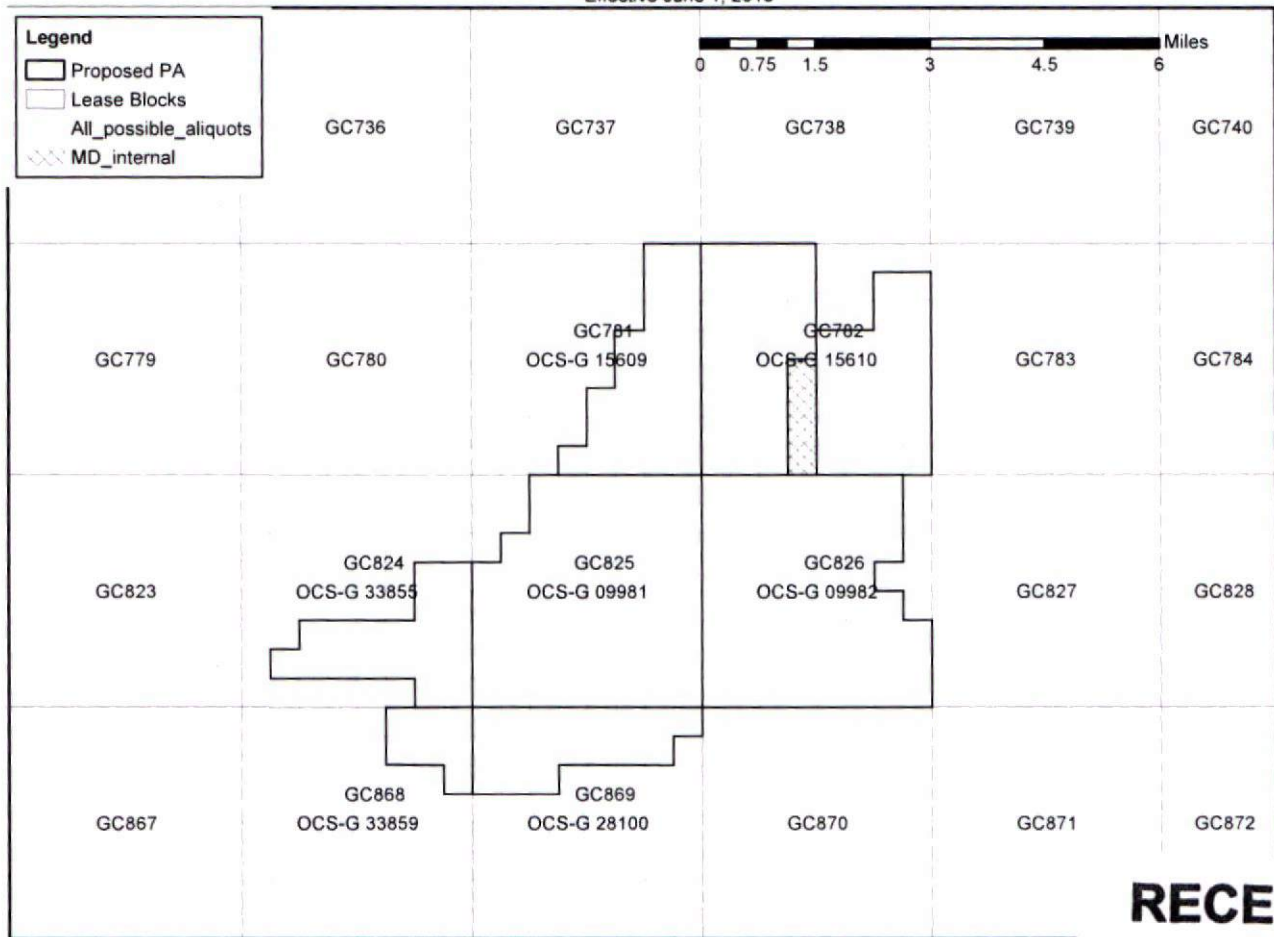 Legend
Proposed PA
Lease Blocks
All_possible_aliquots
MD_internal
Miles
0 0.75 1.5 3 4.5 6
GC736 GC737 GC738 GC739 GC740
GC781 GC782
GC779 GC780 OCS-G 15609 OCS-G 15610 GC783 GC784
GC824 GC825 GC826
GC823 OCS-G 33855 OCS-G 09981 OCS-G 09982 GC827 GC828
GC868 GC869
GC867 OCS-G 33859 OCS-G 28100 GC870 GC871 GC872
RECE